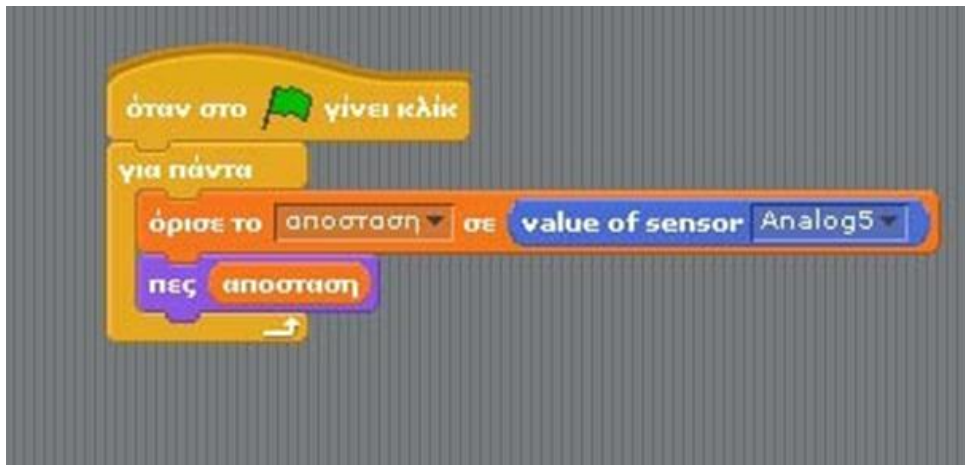 όταν στο γίνει κλίκ
για πάντα
όρισε το αποσταση σε value of sensor Analog5
πες αποσταση